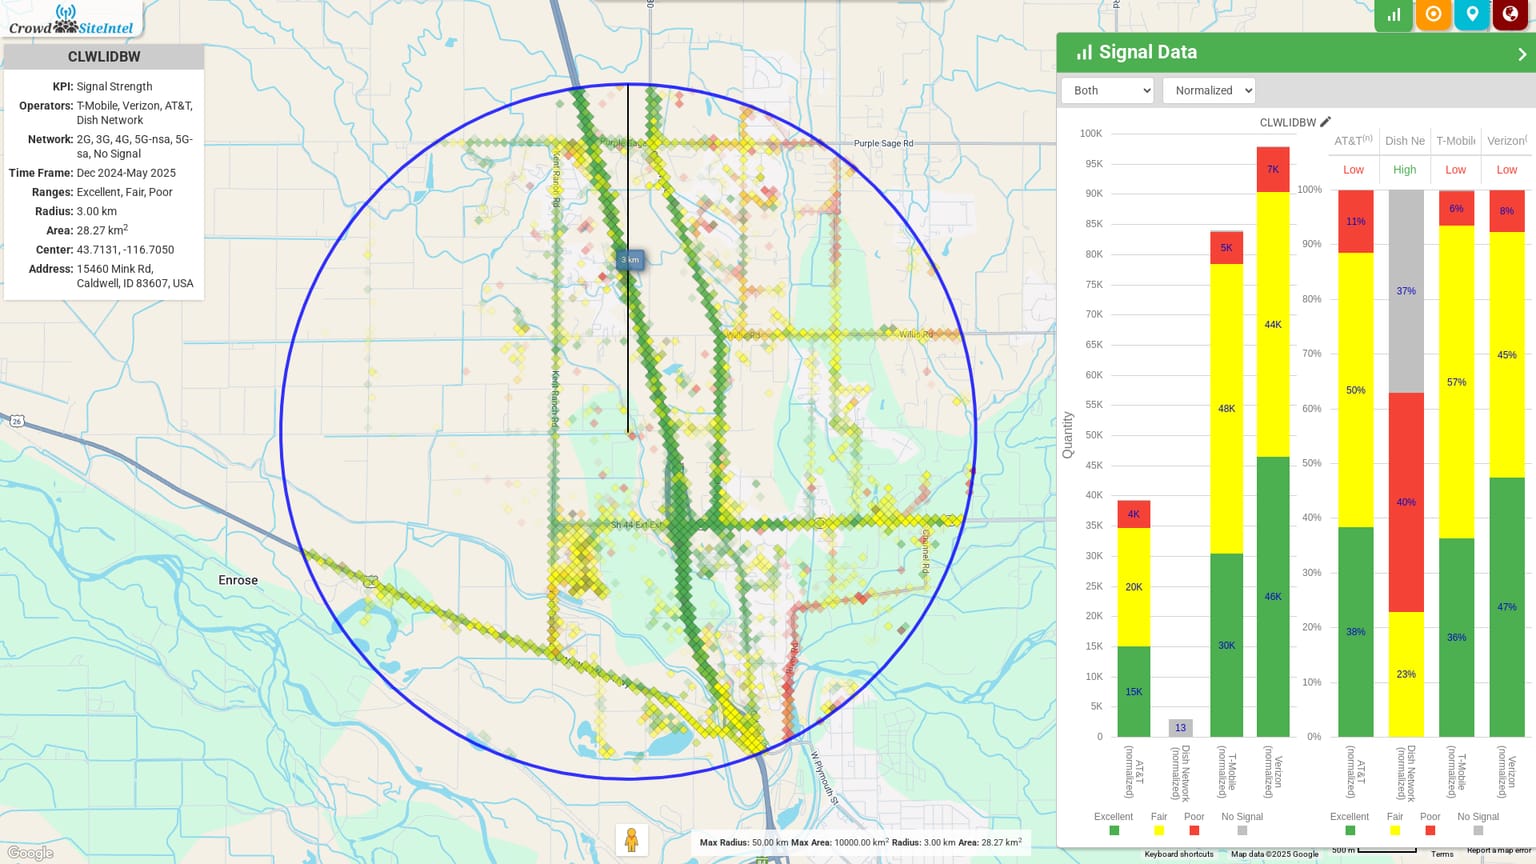 Crowd SiteIntel
CLWLIDBW
KPI: Signal Strength
Operators: T-Mobile, Verizon, AT&T,
Dish Network
Network: 2G, 3G, 4G, 5G-nsa, 5G-
sa, No Signal
Time Frame: Dec 2024-May 2025
Ranges: Excellent, Fair, Poor
Radius: 3.00 km
Area: 28.27 km²
Center: 43.7131, -116.7050
Address: 15460 Mink Rd,
Caldwell, ID 83607, USA
26
Purple Sage
Purple Sage Rd
Kent Ranch Rd
3 km
Willis Rd
Kent Ranch Rd
Sh 44 Ext Ext
Channel Rd
26
Enrose
River Rd
W Plymouth St
Google
Max Radius: 50.00 km Max Area: 10000.00 km² Radius: 3.00 km Area: 28.27 km²
Keyboard shortcuts
Map data ©2025 Google
500 m
Terms
Report a map error
Signal Data
Both
Normalized
CLWLIDBW
Quantity
100K
95K
90K
85K
80K
75K
70K
65K
60K
55K
50K
45K
40K
35K
30K
25K
20K
15K
10K
5K
0
4K
20K
15K
13
5K
48K
30K
7K
44K
46K
AT&T (normalized)
Dish Network (normalized)
T-Mobile (normalized)
Verizon (normalized)
Excellent
Fair
Poor
No Signal
AT&T(n)
Dish Ne
T-Mobile
Verizon(
Low
High
Low
Low
100%
90%
80%
70%
60%
50%
40%
30%
20%
10%
0%
11%
50%
38%
37%
40%
23%
6%
57%
36%
8%
45%
47%
AT&T (normalized)
Dish Network (normalized)
T-Mobile (normalized)
Verizon (normalized)
Excellent
Fair
Poor
No Signal